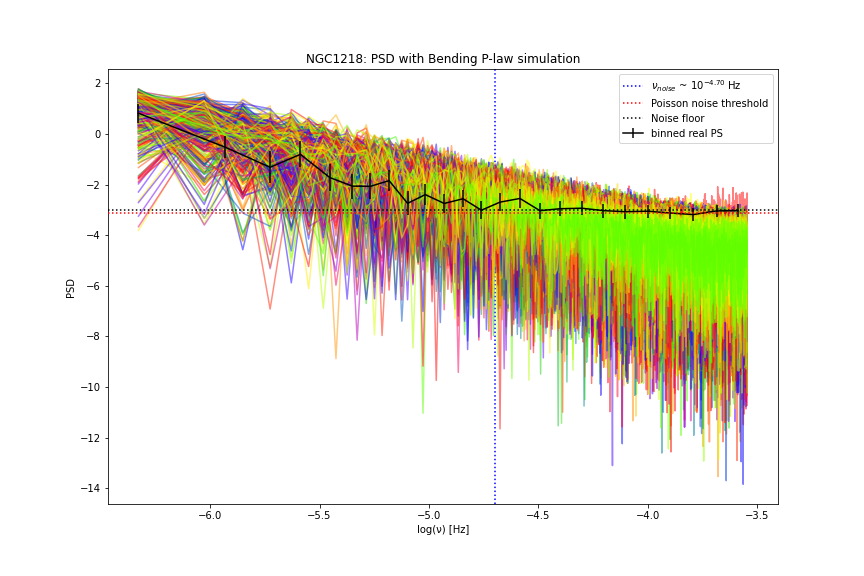 NGC1218: PSD with Bending P-law simulation
ν_noise ~ 10^−4.70 Hz
Poisson noise threshold
Noise floor
binned real PS
PSD
2
0
−2
−4
−6
−8
−10
−12
−14
−6.0 −5.5 −5.0 −4.5 −4.0 −3.5
log(ν) [Hz]